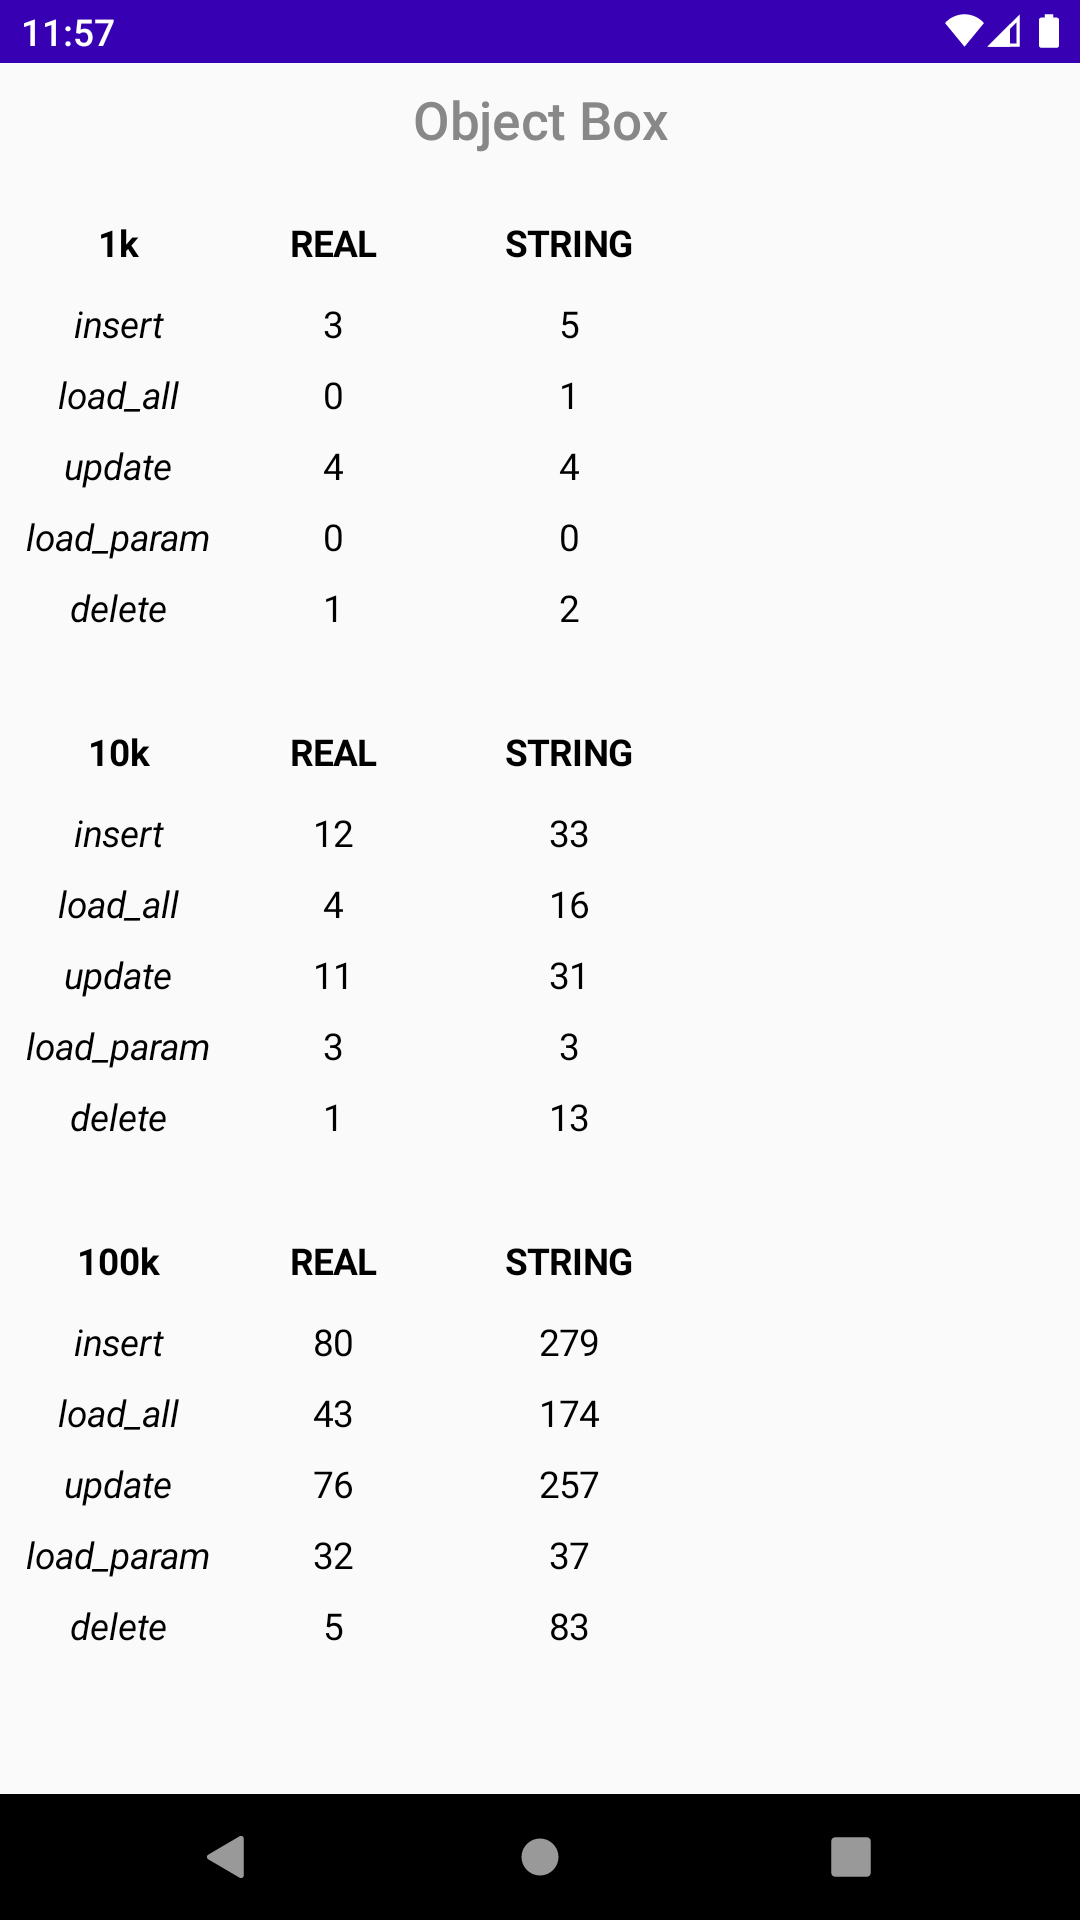 11:57
Object Box
1k REAL STRING
insert 3 5
load_all 0 1
update 4 4
load_param 0 0
delete 1 2
10k REAL STRING
insert 12 33
load_all 4 16
update 11 31
load_param 3 3
delete 1 13
100k REAL STRING
insert 80 279
load_all 43 174
update 76 257
load_param 32 37
delete 5 83